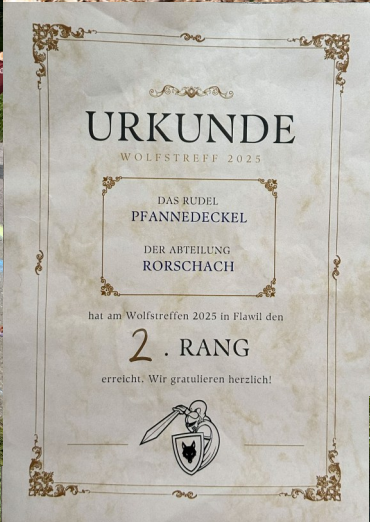 URKUNDE
WOLFSTREFF 2025
DAS RUDEL
PFANNEDECKEL
DER ABTEILUNG
RORSCHACH
hat am Wolfstreffen 2025 in Flawil den
2. RANG
erreicht. Wir gratulieren herzlich!